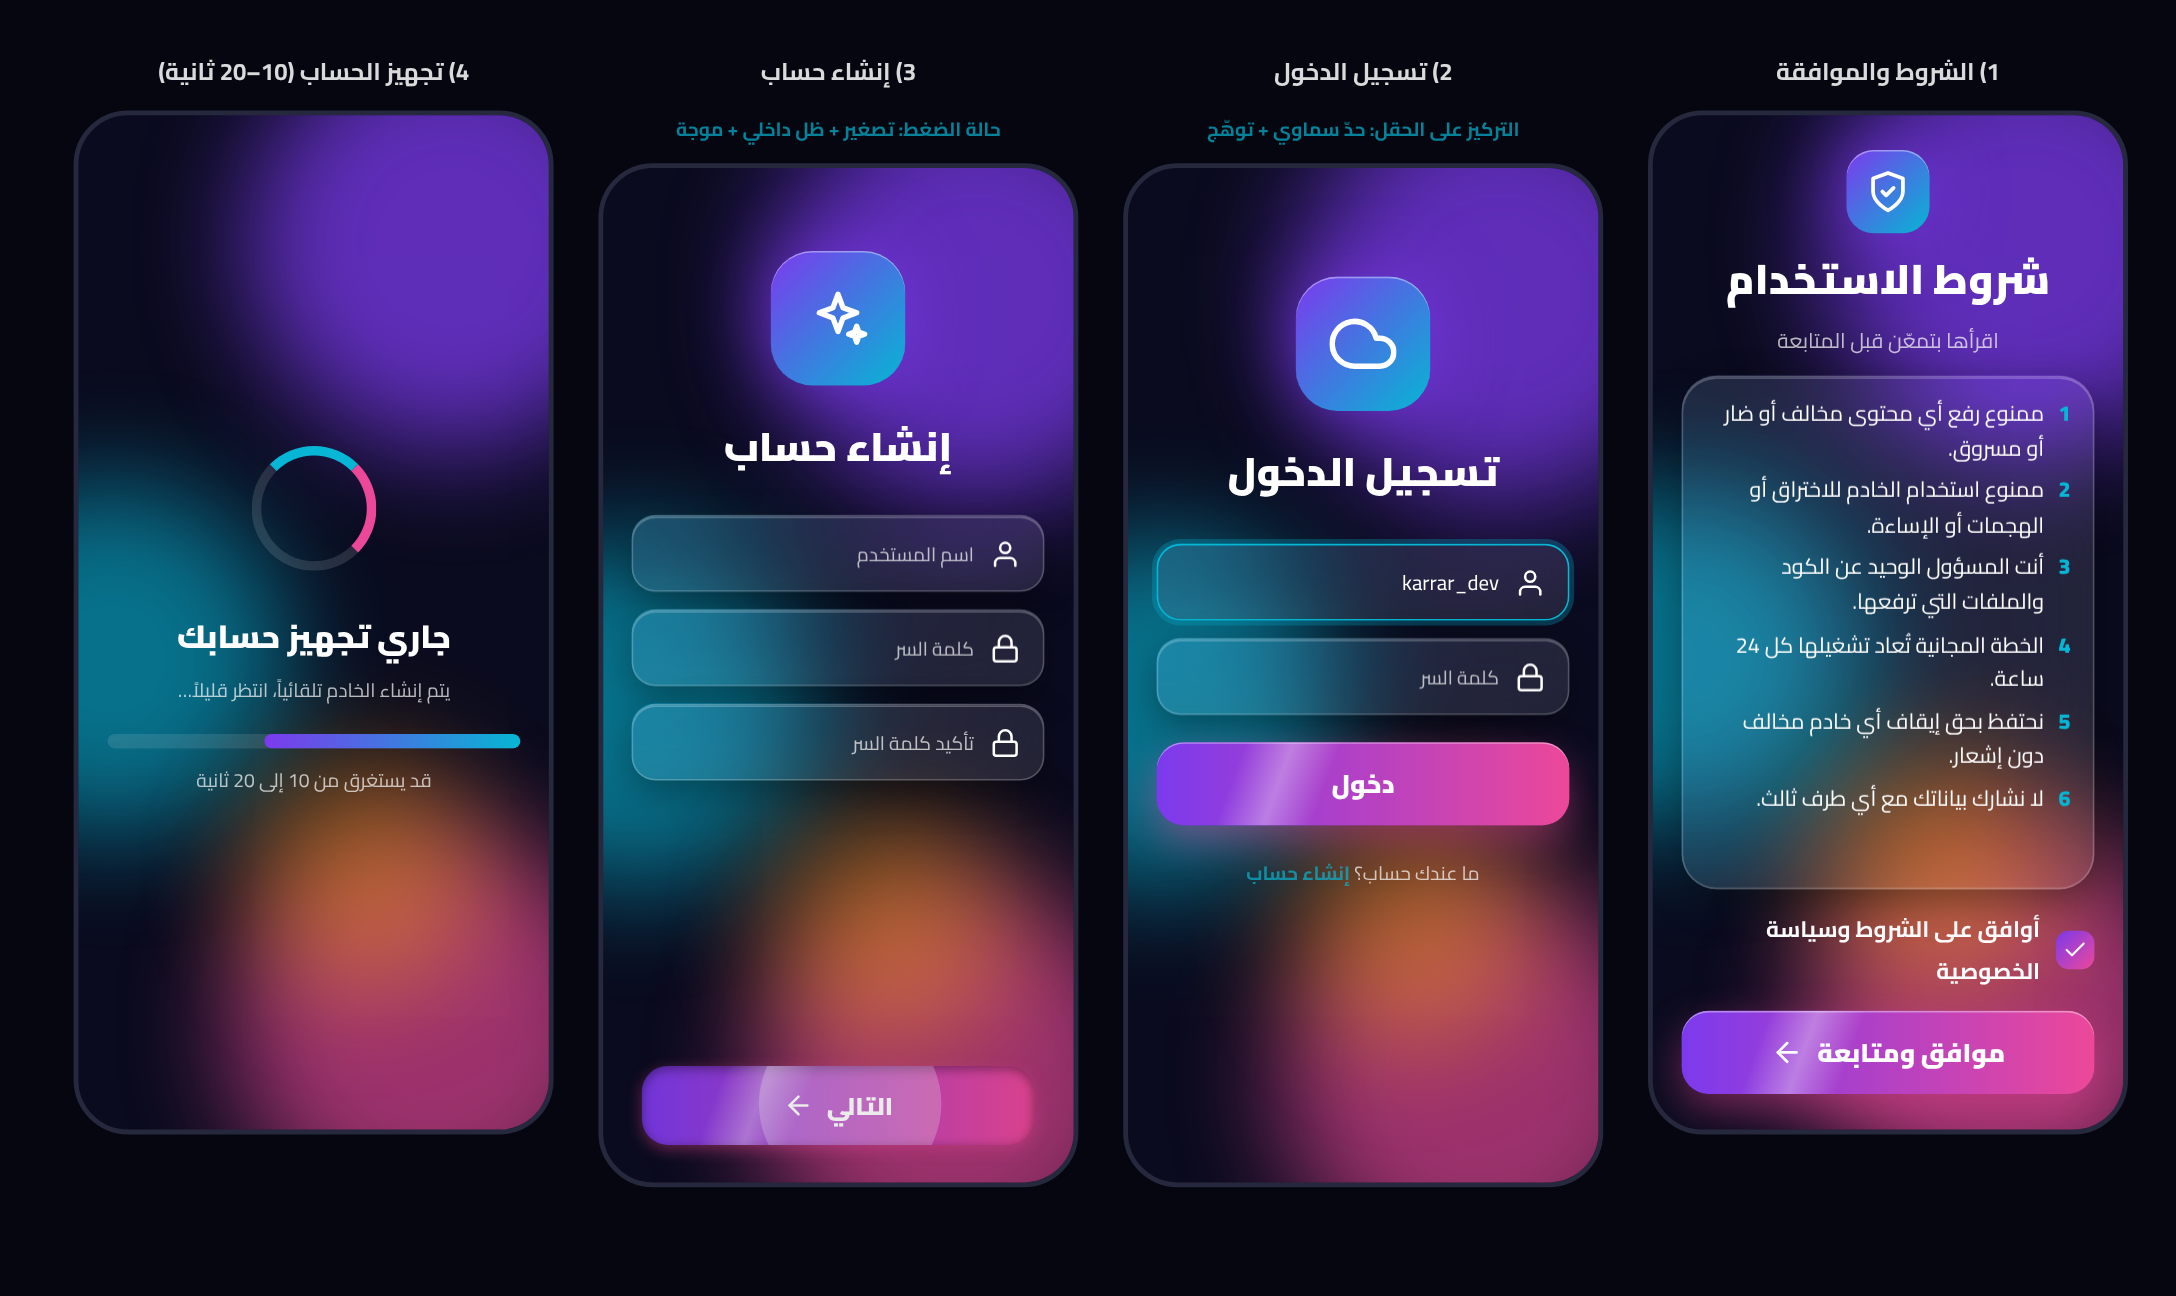 1) الشروط والموافقة
شروط الاستخدام
اقرأها بتمعّن قبل المتابعة
1 ممنوع رفع أي محتوى مخالف أو ضار
أو مسروق.
2 ممنوع استخدام الخادم للاختراق أو
الهجمات أو الإساءة.
3 أنت المسؤول الوحيد عن الكود
والملفات التي ترفعها.
4 الخطة المجانية تُعاد تشغيلها كل 24
ساعة.
5 نحتفظ بحق إيقاف أي خادم مخالف
دون إشعار.
6 لا نشارك بياناتك مع أي طرف ثالث.
أوافق على الشروط وسياسة
الخصوصية
موافق ومتابعة
2) تسجيل الدخول
التركيز على الحقل: حدّ سماوي + توهّج
تسجيل الدخول
karrar_dev
كلمة السر
دخول
ما عندك حساب؟ إنشاء حساب
3) إنشاء حساب
حالة الضغط: تصغير + ظل داخلي + موجة
إنشاء حساب
اسم المستخدم
كلمة السر
تأكيد كلمة السر
التالي
4) تجهيز الحساب (10–20 ثانية)
جاري تجهيز حسابك
يتم إنشاء الخادم تلقائياً، انتظر قليلاً...
قد يستغرق من 10 إلى 20 ثانية